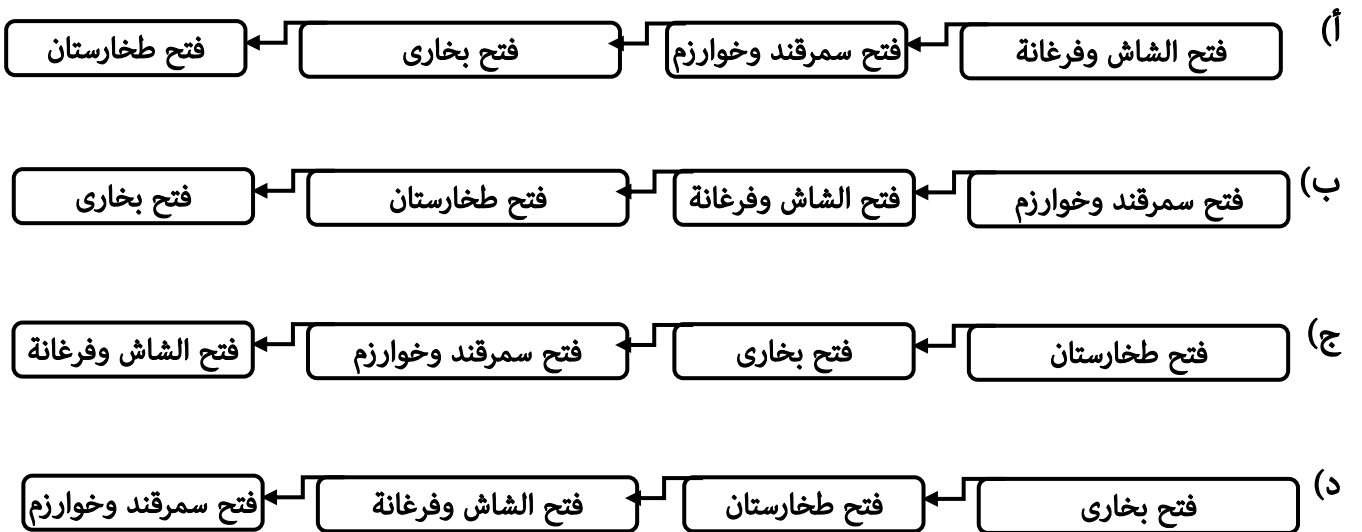 أ) فتح الشاش وفرغانة فتح سمرقند وخوارزم فتح بخارى فتح طخارستان
ب) فتح سمرقند وخوارزم فتح الشاش وفرغانة فتح طخارستان فتح بخارى
ج) فتح طخارستان فتح بخارى فتح سمرقند وخوارزم فتح الشاش وفرغانة
د) فتح بخارى فتح طخارستان فتح الشاش وفرغانة فتح سمرقند وخوارزم